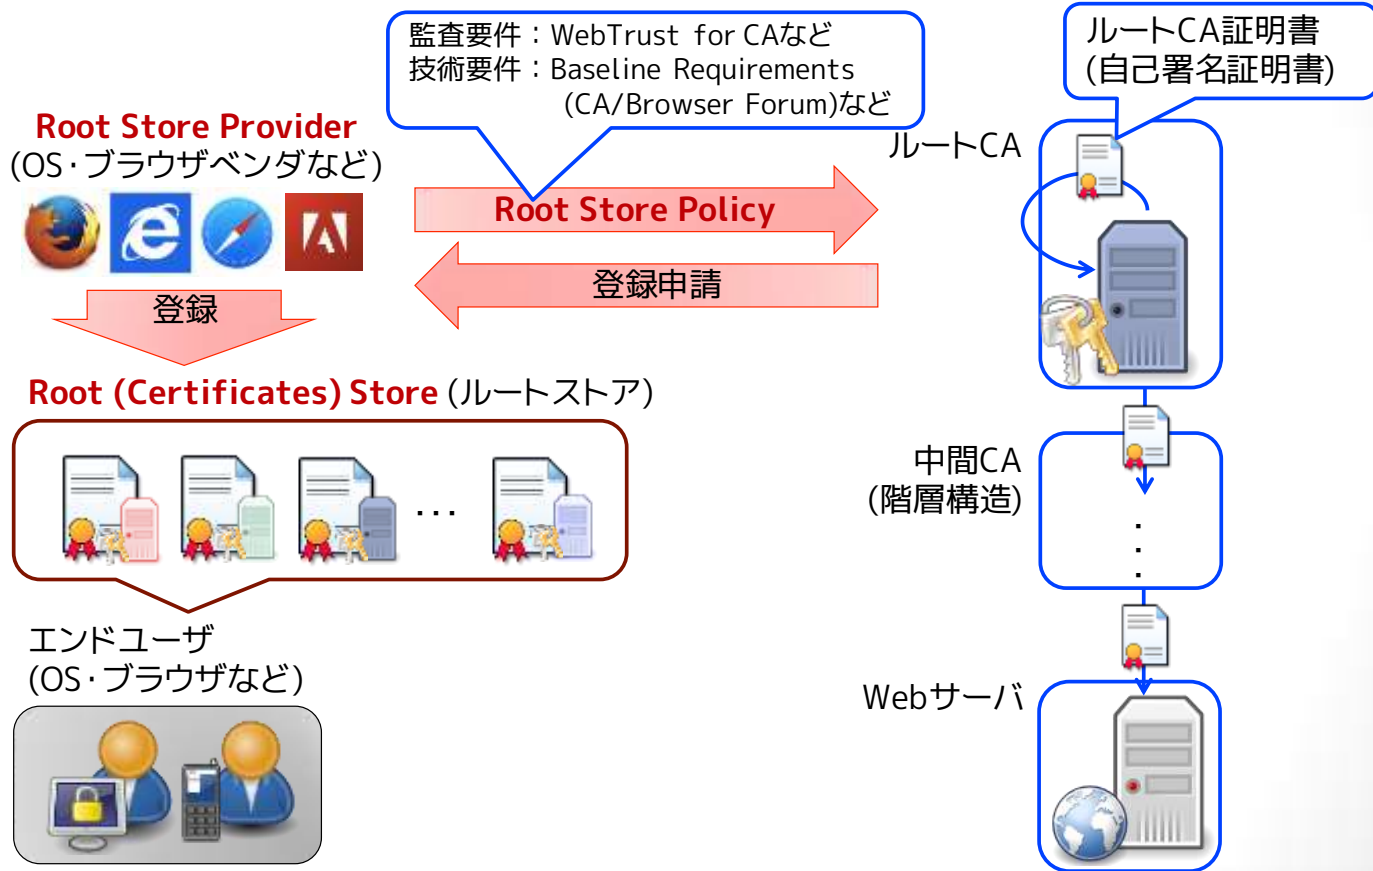 監査要件：WebTrust for CAなど
技術要件：Baseline Requirements
(CA/Browser Forum)など
ルートCA証明書
(自己署名証明書)
Root Store Provider
(OS・ブラウザベンダなど)
ルートCA
Root Store Policy
登録申請
登録
Root (Certificates) Store (ルートストア)
...
中間CA
(階層構造)
エンドユーザ
(OS・ブラウザなど)
Webサーバ